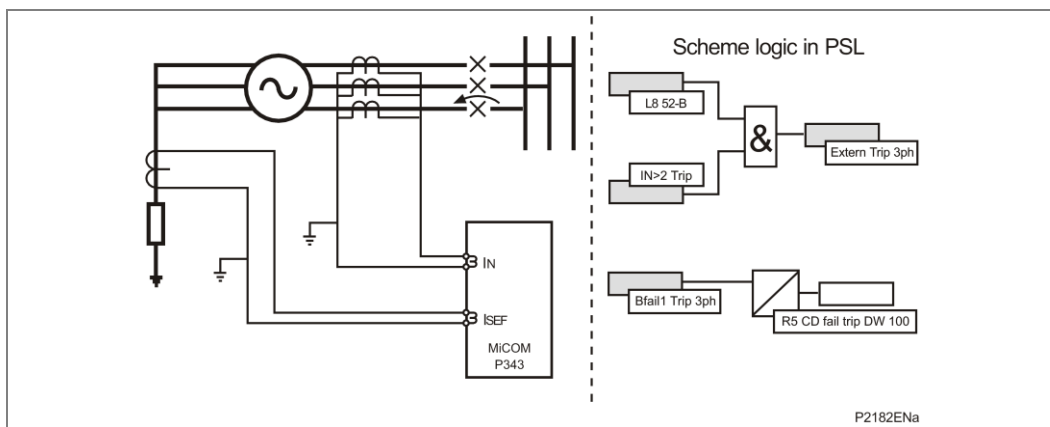 Scheme logic in PSL
L8 52-B
&
Extern Trip 3ph
IN>2 Trip
IN
ISEF
MiCOM
P343
Bfail1 Trip 3ph
R5 CD fail trip DW 100
P2182ENa